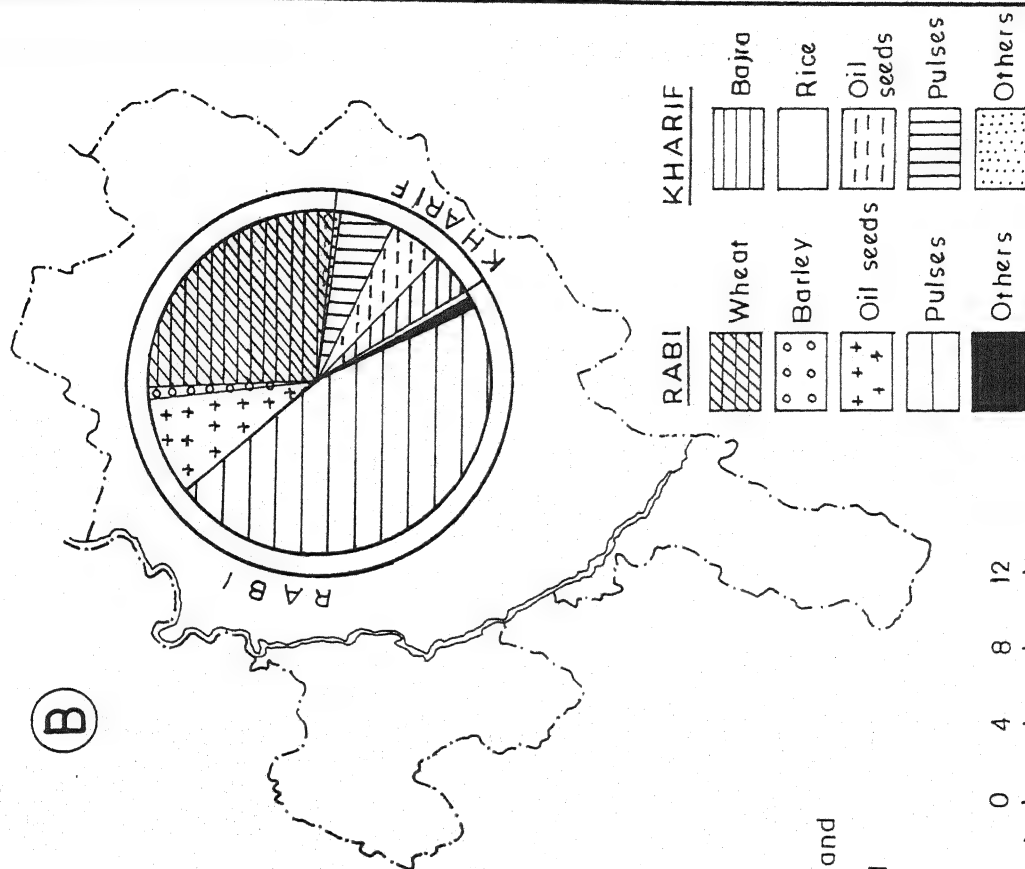 B
RABI
KHARIF
RABI
Wheat
Barley
Oil seeds
Pulses
Others
KHARIF
Bajra
Rice
Oil
seeds
Pulses
Others
and
0 4 8 12